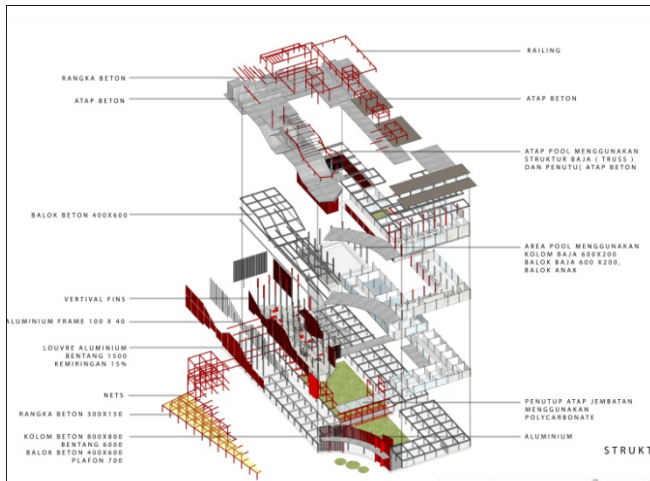 RAILING
RANGKA BETON
ATAP BETON
ATAP BETON
ATAP POOL MENGGUNAKAN
STRUKTUR BAJA ( TRUSS )
DAN PENUTUP ATAP BETON
BALOK BETON 400X600
AREA POOL MENGGUNAKAN
KOLOM BAJA 600X200
BALOK BAJA 600 X200,
BALOK ANAK
VERTIVAL FINS
ALUMINIUM FRAME 100 X 40
LOUVRE ALUMINIUM
BENTANG 1500
KEMIRINGAN 15%
NETS
RANGKA BETON 300X150
KOLOM BETON 800X800
BENTANG 6000
BALOK BETON 400X600
PLAFON 700
PENUTUP ATAP JEMBATAN
MENGGUNAKAN
POLYCARBONATE
ALUMINIUM
STRUKT